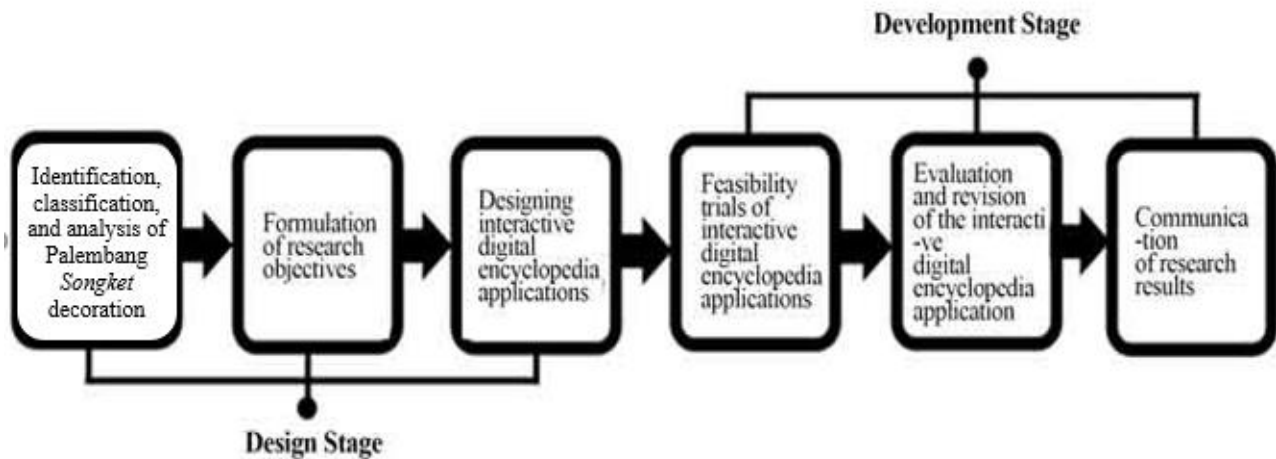 Development Stage
Identification,
classification,
and analysis of
Palembang
Songket
decoration
Formulation
of research
objectives
Designing
interactive
digital
encyclopedia
applications
Feasibility
trials of
interactive
digital
encyclopedia
applications
Evaluation
and revision
of the interacti
-ve
digital
encyclopedia
application
Communica
-tion
of research
results
Design Stage